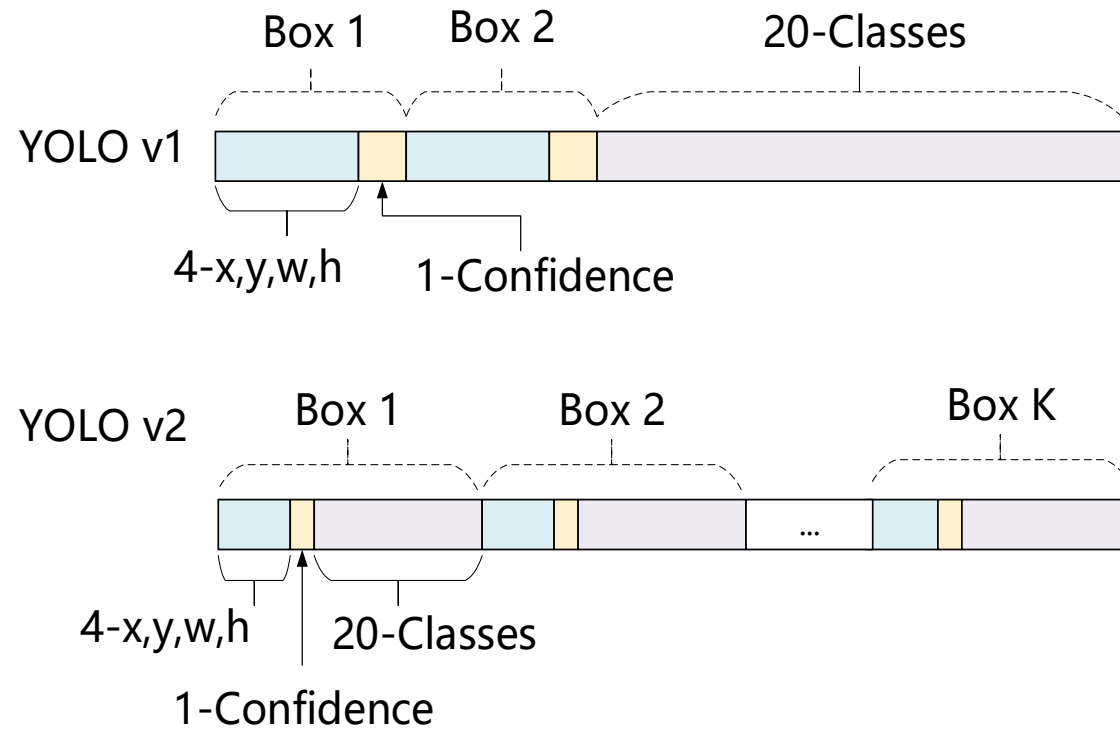 Box 1
Box 2
20-Classes
YOLO v1
4-x,y,w,h
1-Confidence
YOLO v2
Box 1
Box 2
Box K
...
4-x,y,w,h
20-Classes
1-Confidence